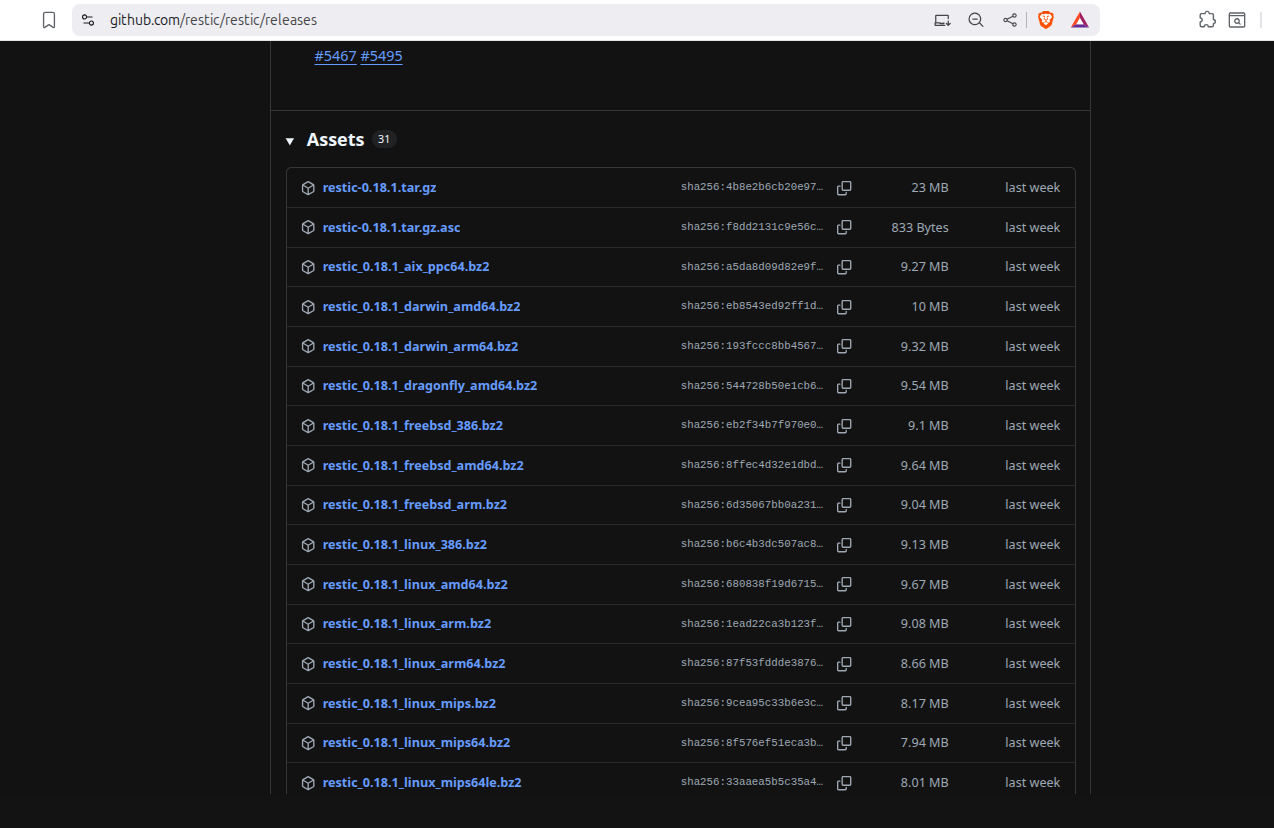 github.com/restic/restic/releases
#5467 #5495
Assets 31
restic-0.18.1.tar.gz sha256:4b8e2b6cb20e97… 23 MB last week
restic-0.18.1.tar.gz.asc sha256:f8dd2131c9e56c… 833 Bytes last week
restic_0.18.1_aix_ppc64.bz2 sha256:a5da8d09d82e9f… 9.27 MB last week
restic_0.18.1_darwin_amd64.bz2 sha256:eb8543ed92ff1d… 10 MB last week
restic_0.18.1_darwin_arm64.bz2 sha256:193fccc8bb4567… 9.32 MB last week
restic_0.18.1_dragonfly_amd64.bz2 sha256:544728b50e1cb6… 9.54 MB last week
restic_0.18.1_freebsd_386.bz2 sha256:eb2f34b7f970e0… 9.1 MB last week
restic_0.18.1_freebsd_amd64.bz2 sha256:8ffec4d32e1dbd… 9.64 MB last week
restic_0.18.1_freebsd_arm.bz2 sha256:6d35067bb0a231… 9.04 MB last week
restic_0.18.1_linux_386.bz2 sha256:b6c4b3dc507ac8… 9.13 MB last week
restic_0.18.1_linux_amd64.bz2 sha256:680838f19d6715… 9.67 MB last week
restic_0.18.1_linux_arm.bz2 sha256:1ead22ca3b123f… 9.08 MB last week
restic_0.18.1_linux_arm64.bz2 sha256:87f53fddde3876… 8.66 MB last week
restic_0.18.1_linux_mips.bz2 sha256:9cea95c33b6e3c… 8.17 MB last week
restic_0.18.1_linux_mips64.bz2 sha256:8f576ef51eca3b… 7.94 MB last week
restic_0.18.1_linux_mips64le.bz2 sha256:33aaea5b5c35a4… 8.01 MB last week